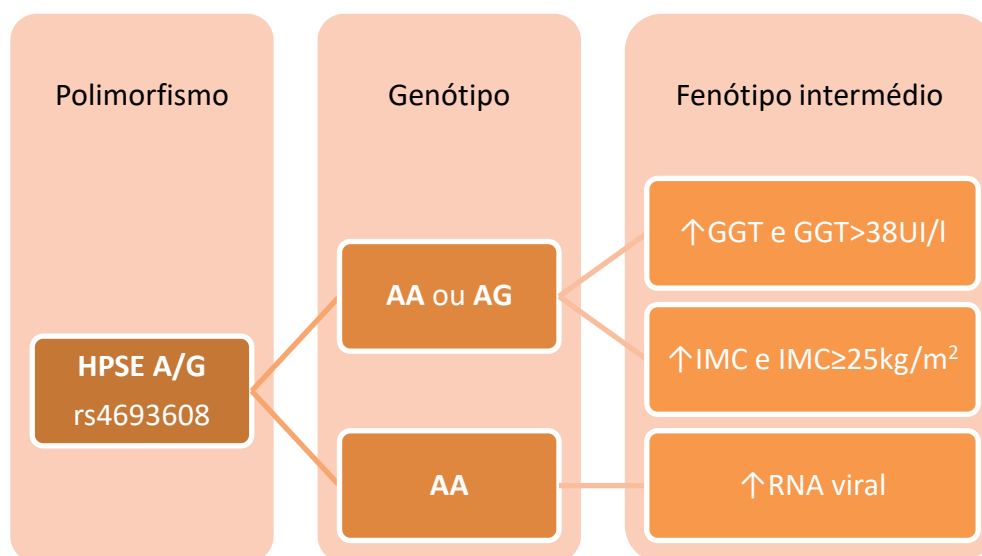 Polimorfismo
Genótipo
Fenótipo intermédio
HPSE A/G
rs4693608
AA ou AG
AA
↑GGT e GGT>38UI/l
↑IMC e IMC≥25kg/m²
↑RNA viral